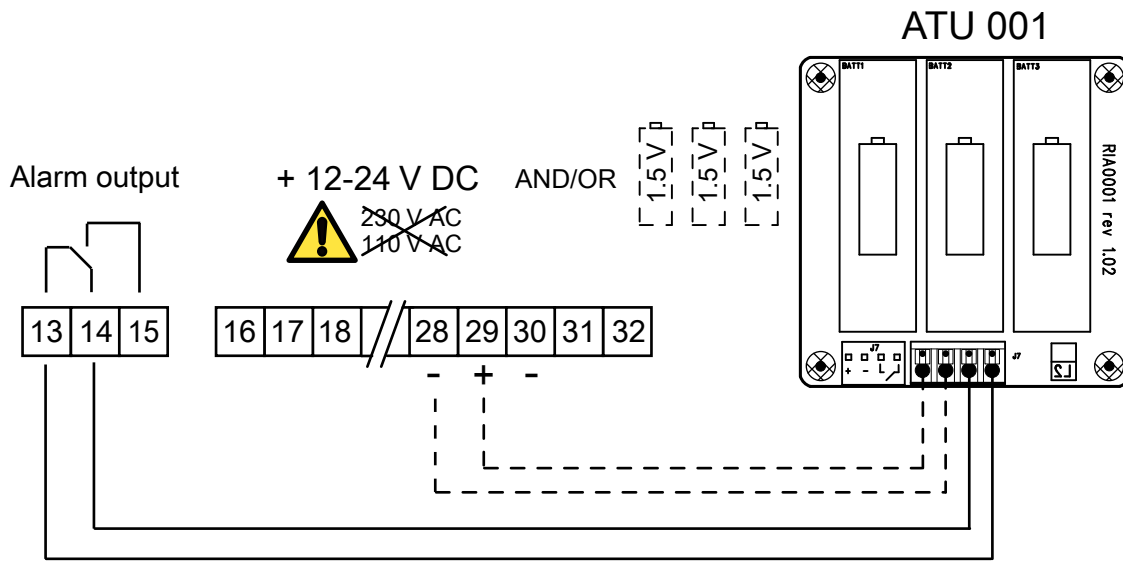 ATU 001
BATT1 BATT2 BATT3
1.5 V 1.5 V 1.5 V
RIA0001 rev 1.02
Alarm output
+ 12-24 V DC
AND/OR
230 V AC
110 V AC
13 14 15
16 17 18 28 29 30 31 32
- + -
J7
+ -
J7
L2